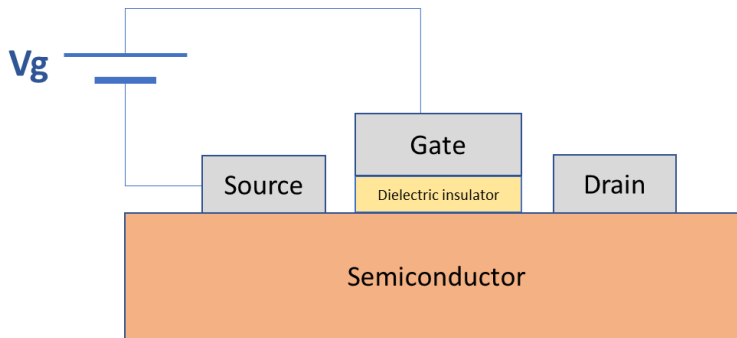 Vg
Gate
Source
Dielectric insulator
Drain
Semiconductor